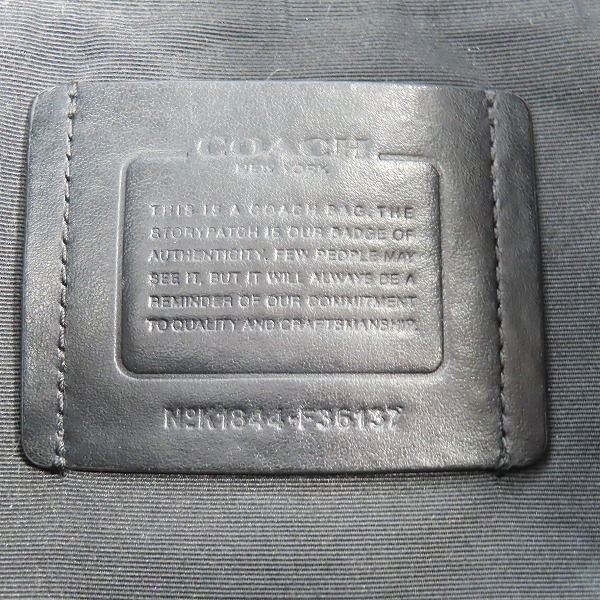 COACH
NEW YORK
THIS IS A COACH BAG. THE
STORYPATCH IS OUR BADGE OF
AUTHENTICITY, FEW PEOPLE MAY
SEE IT, BUT IT WILL ALWAYS BE A
REMINDER OF OUR COMMITMENT
TO QUALITY AND CRAFTSMANSHIP.
NoK1844-F36137